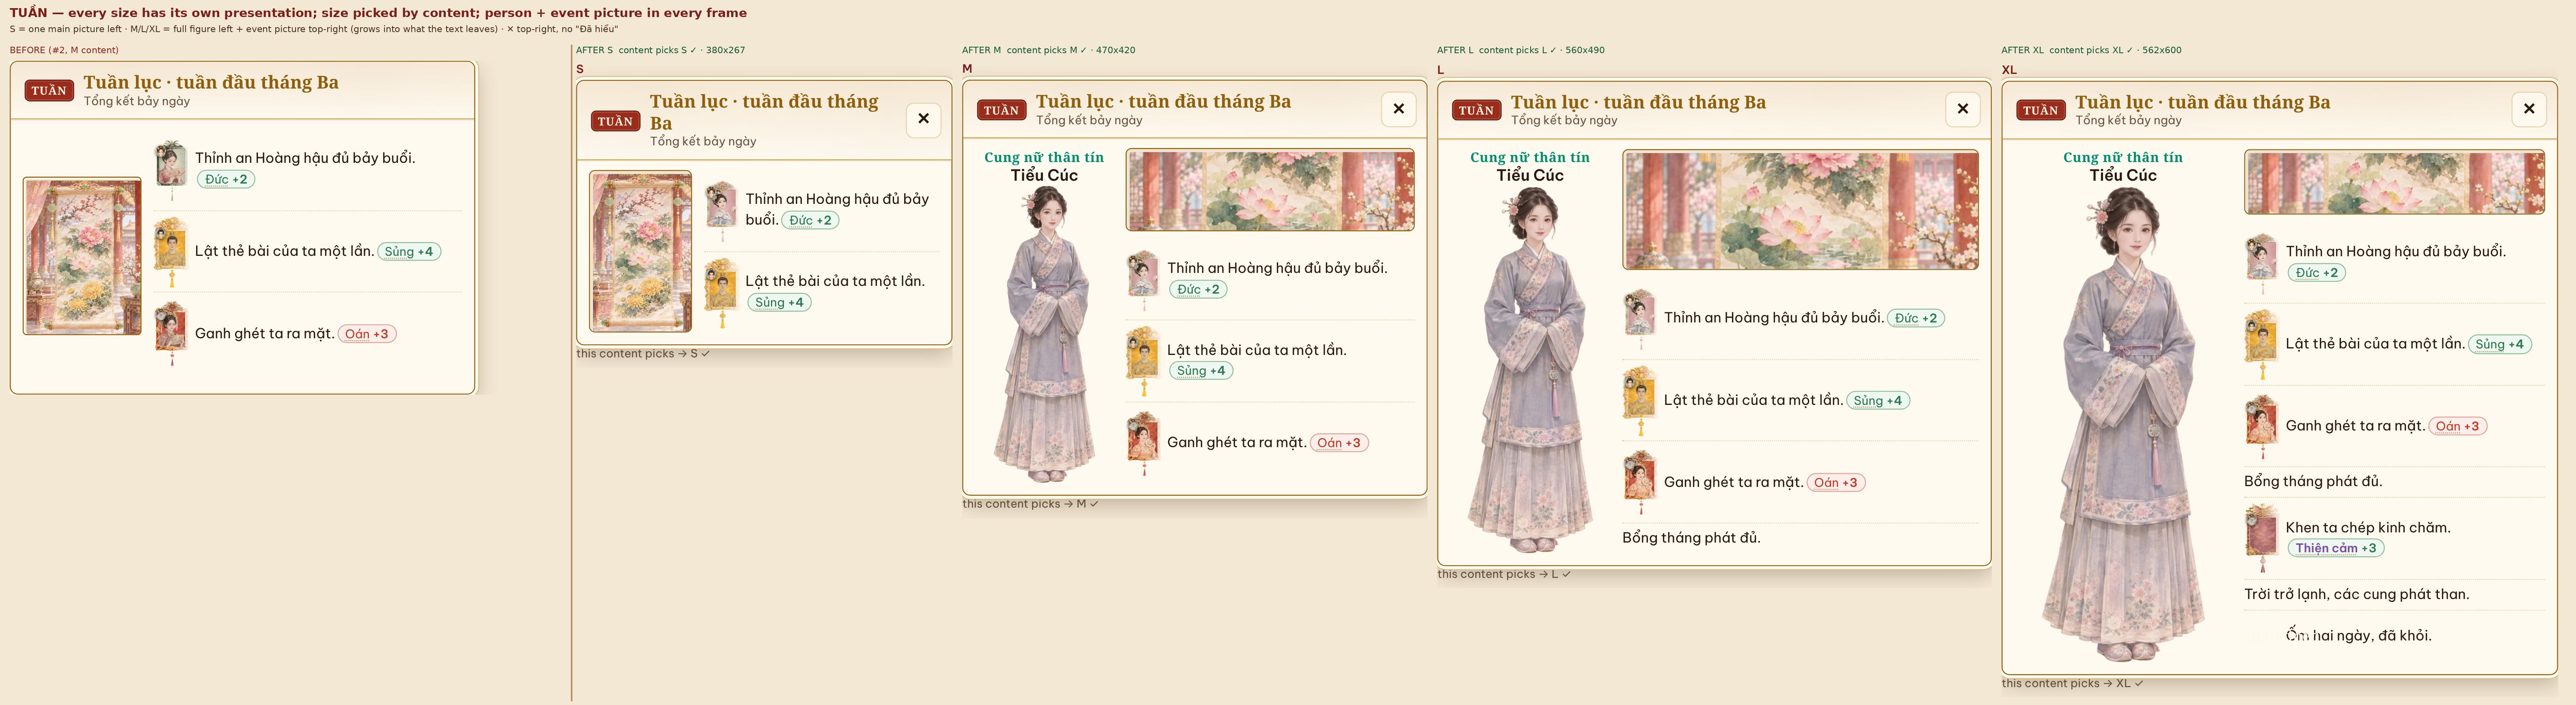 TUẦN — every size has its own presentation; size picked by content; person + event picture in every frame
S = one main picture left · M/L/XL = full figure left + event picture top-right (grows into what the text leaves) · ✕ top-right, no "Đã hiểu"
BEFORE (#2, M content)
TUẦN
Tuần lục · tuần đầu tháng Ba
Tổng kết bảy ngày
Thỉnh an Hoàng hậu đủ bảy buổi.
Đức +2
Lật thẻ bài của ta một lần. Sủng +4
Ganh ghét ta ra mặt. Oán +3
AFTER S content picks S ✓ · 380x267
S
TUẦN
Tuần lục · tuần đầu tháng
Ba
Tổng kết bảy ngày
✕
Thỉnh an Hoàng hậu đủ bảy
buổi. Đức +2
Lật thẻ bài của ta một lần.
Sủng +4
this content picks → S ✓
AFTER M content picks M ✓ · 470x420
M
TUẦN
Tuần lục · tuần đầu tháng Ba
Tổng kết bảy ngày
✕
Cung nữ thân tín
Tiểu Cúc
Thỉnh an Hoàng hậu đủ bảy buổi.
Đức +2
Lật thẻ bài của ta một lần.
Sủng +4
Ganh ghét ta ra mặt. Oán +3
this content picks → M ✓
AFTER L content picks L ✓ · 560x490
L
TUẦN
Tuần lục · tuần đầu tháng Ba
Tổng kết bảy ngày
✕
Cung nữ thân tín
Tiểu Cúc
Thỉnh an Hoàng hậu đủ bảy buổi. Đức +2
Lật thẻ bài của ta một lần. Sủng +4
Ganh ghét ta ra mặt. Oán +3
Bổng tháng phát đủ.
this content picks → L ✓
AFTER XL content picks XL ✓ · 562x600
XL
TUẦN
Tuần lục · tuần đầu tháng Ba
Tổng kết bảy ngày
✕
Cung nữ thân tín
Tiểu Cúc
Thỉnh an Hoàng hậu đủ bảy buổi.
Đức +2
Lật thẻ bài của ta một lần. Sủng +4
Ganh ghét ta ra mặt. Oán +3
Bổng tháng phát đủ.
Khen ta chép kinh chăm.
Thiện cảm +3
Trời trở lạnh, các cung phát than.
Ốm hai ngày, đã khỏi.
this content picks → XL ✓